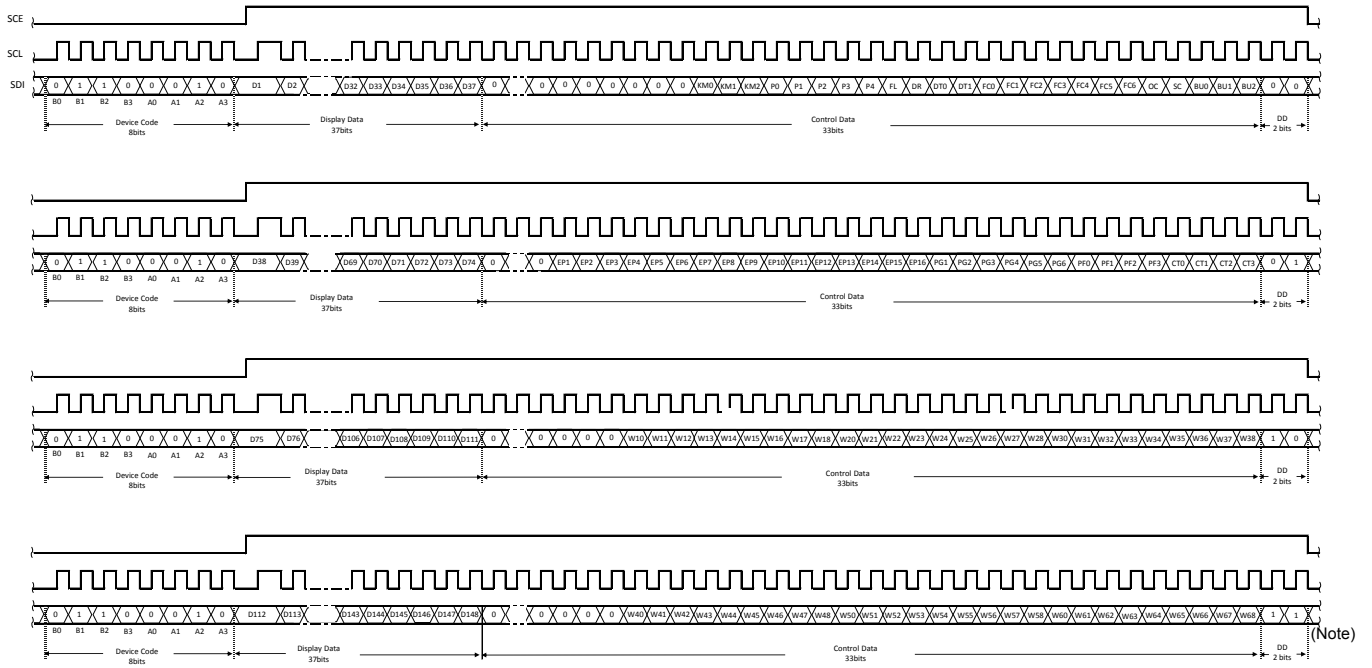 SCE
SCL
SDI 0 1 1 0 0 0 1 0 D1 D2 D32 D33 D34 D35 D36 D37 0 0 0 0 0 0 0 0 KM0 KM1 KM2 P0 P1 P2 P3 P4 FL DR DT0 DT1 FC0 FC1 FC2 FC3 FC4 FC5 FC6 OC SC BU0 BU1 BU2 0 0
B0 B1 B2 B3 A0 A1 A2 A3
Device Code Display Data Control Data DD
8bits 37bits 33bits 2 bits
0 1 1 0 0 0 1 0 D38 D39 D69 D70 D71 D72 D73 D74 0 0 EP1 EP2 EP3 EP4 EP5 EP6 EP7 EP8 EP9 EP10 EP11 EP12 EP13 EP14 EP15 EP16 PG1 PG2 PG3 PG4 PG5 PG6 PF0 PF1 PF2 PF3 CT0 CT1 CT2 CT3 0 1
B0 B1 B2 B3 A0 A1 A2 A3
Device Code Display Data Control Data DD
8bits 37bits 33bits 2 bits
0 1 1 0 0 0 1 0 D75 D76 D106 D107 D108 D109 D110 D111 0 0 0 0 0 W10 W11 W12 W13 W14 W15 W16 W17 W18 W20 W21 W22 W23 W24 W25 W26 W27 W28 W30 W31 W32 W33 W34 W35 W36 W37 W38 1 0
B0 B1 B2 B3 A0 A1 A2 A3
Device Code Display Data Control Data DD
8bits 37bits 33bits 2 bits
0 1 1 0 0 0 1 0 D112 D113 D143 D144 D145 D146 D147 D148 0 0 0 0 0 W40 W41 W42 W43 W44 W45 W46 W47 W48 W50 W51 W52 W53 W54 W55 W56 W57 W58 W60 W61 W62 W63 W64 W65 W66 W67 W68 1 1
(Note)
B0 B1 B2 B3 A0 A1 A2 A3
Device Code Display Data Control Data DD
8bits 37bits 33bits 2 bits